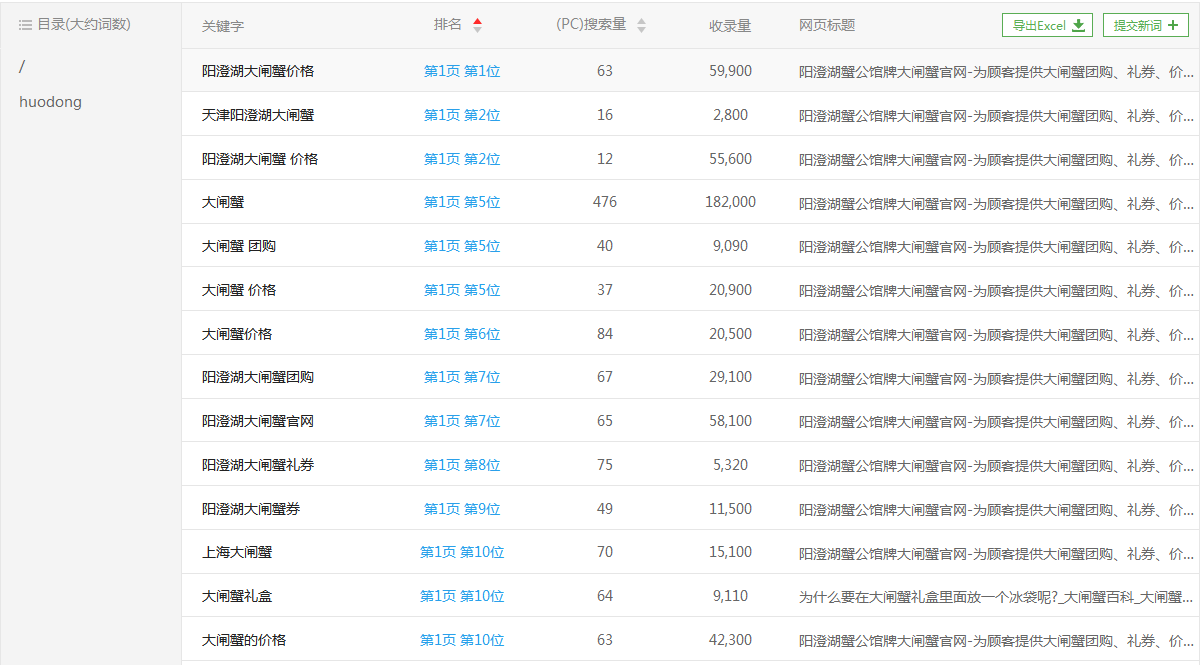 目录(大约词数)
/
huodong
关键字 排名 (PC)搜索量 收录量 网页标题 导出Excel 提交新词
阳澄湖大闸蟹价格 第1页 第1位 63 59,900 阳澄湖蟹公馆牌大闸蟹官网-为顾客提供大闸蟹团购、礼券、价...
天津阳澄湖大闸蟹 第1页 第2位 16 2,800 阳澄湖蟹公馆牌大闸蟹官网-为顾客提供大闸蟹团购、礼券、价...
阳澄湖大闸蟹 价格 第1页 第2位 12 55,600 阳澄湖蟹公馆牌大闸蟹官网-为顾客提供大闸蟹团购、礼券、价...
大闸蟹 第1页 第5位 476 182,000 阳澄湖蟹公馆牌大闸蟹官网-为顾客提供大闸蟹团购、礼券、价...
大闸蟹 团购 第1页 第5位 40 9,090 阳澄湖蟹公馆牌大闸蟹官网-为顾客提供大闸蟹团购、礼券、价...
大闸蟹 价格 第1页 第5位 37 20,900 阳澄湖蟹公馆牌大闸蟹官网-为顾客提供大闸蟹团购、礼券、价...
大闸蟹价格 第1页 第6位 84 20,500 阳澄湖蟹公馆牌大闸蟹官网-为顾客提供大闸蟹团购、礼券、价...
阳澄湖大闸蟹团购 第1页 第7位 67 29,100 阳澄湖蟹公馆牌大闸蟹官网-为顾客提供大闸蟹团购、礼券、价...
阳澄湖大闸蟹官网 第1页 第7位 65 58,100 阳澄湖蟹公馆牌大闸蟹官网-为顾客提供大闸蟹团购、礼券、价...
阳澄湖大闸蟹礼券 第1页 第8位 75 5,320 阳澄湖蟹公馆牌大闸蟹官网-为顾客提供大闸蟹团购、礼券、价...
阳澄湖大闸蟹券 第1页 第9位 49 11,500 阳澄湖蟹公馆牌大闸蟹官网-为顾客提供大闸蟹团购、礼券、价...
上海大闸蟹 第1页 第10位 70 15,100 阳澄湖蟹公馆牌大闸蟹官网-为顾客提供大闸蟹团购、礼券、价...
大闸蟹礼盒 第1页 第10位 64 9,110 为什么要在大闸蟹礼盒里面放一个冰袋呢?_大闸蟹百科_大闸蟹...
大闸蟹的价格 第1页 第10位 63 42,300 阳澄湖蟹公馆牌大闸蟹官网-为顾客提供大闸蟹团购、礼券、价...